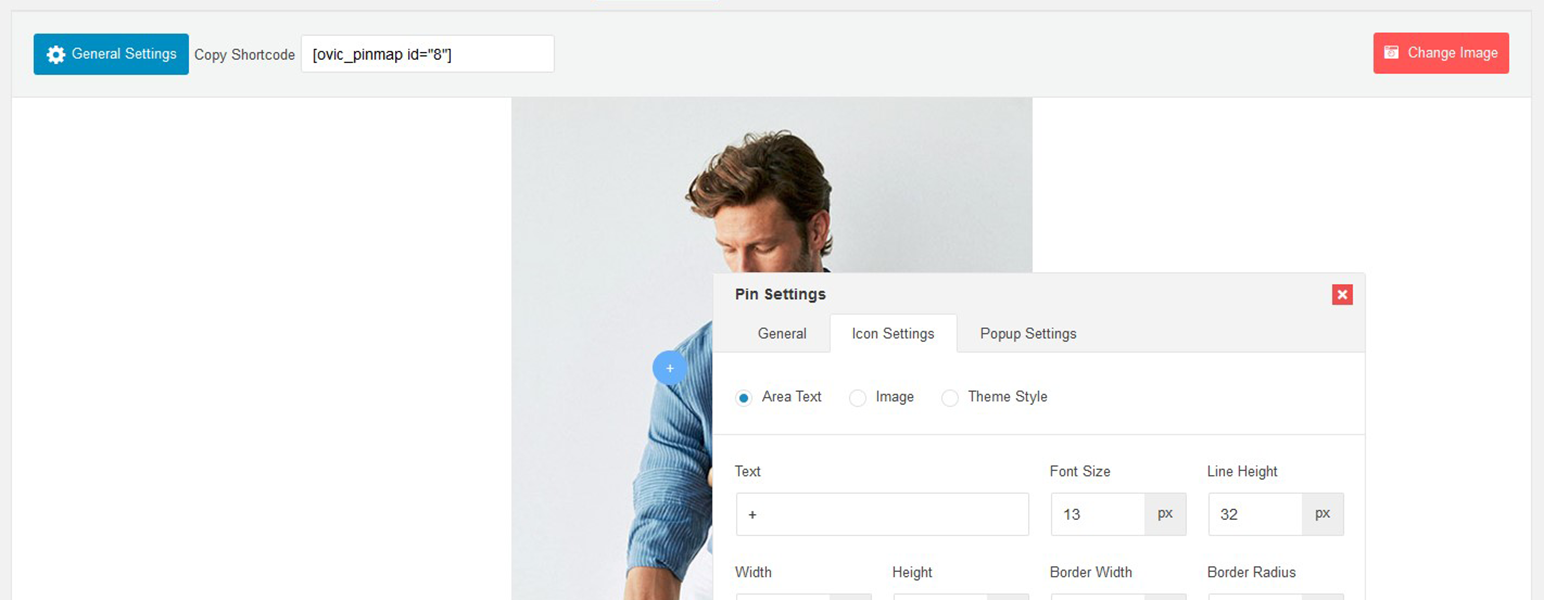 General Settings Copy Shortcode [ovic_pinmap id="8"] Change Image
Pin Settings
General Icon Settings Popup Settings
+
Area Text Image Theme Style
Text Font Size Line Height
+ 13 px 32 px
Width Height Border Width Border Radius